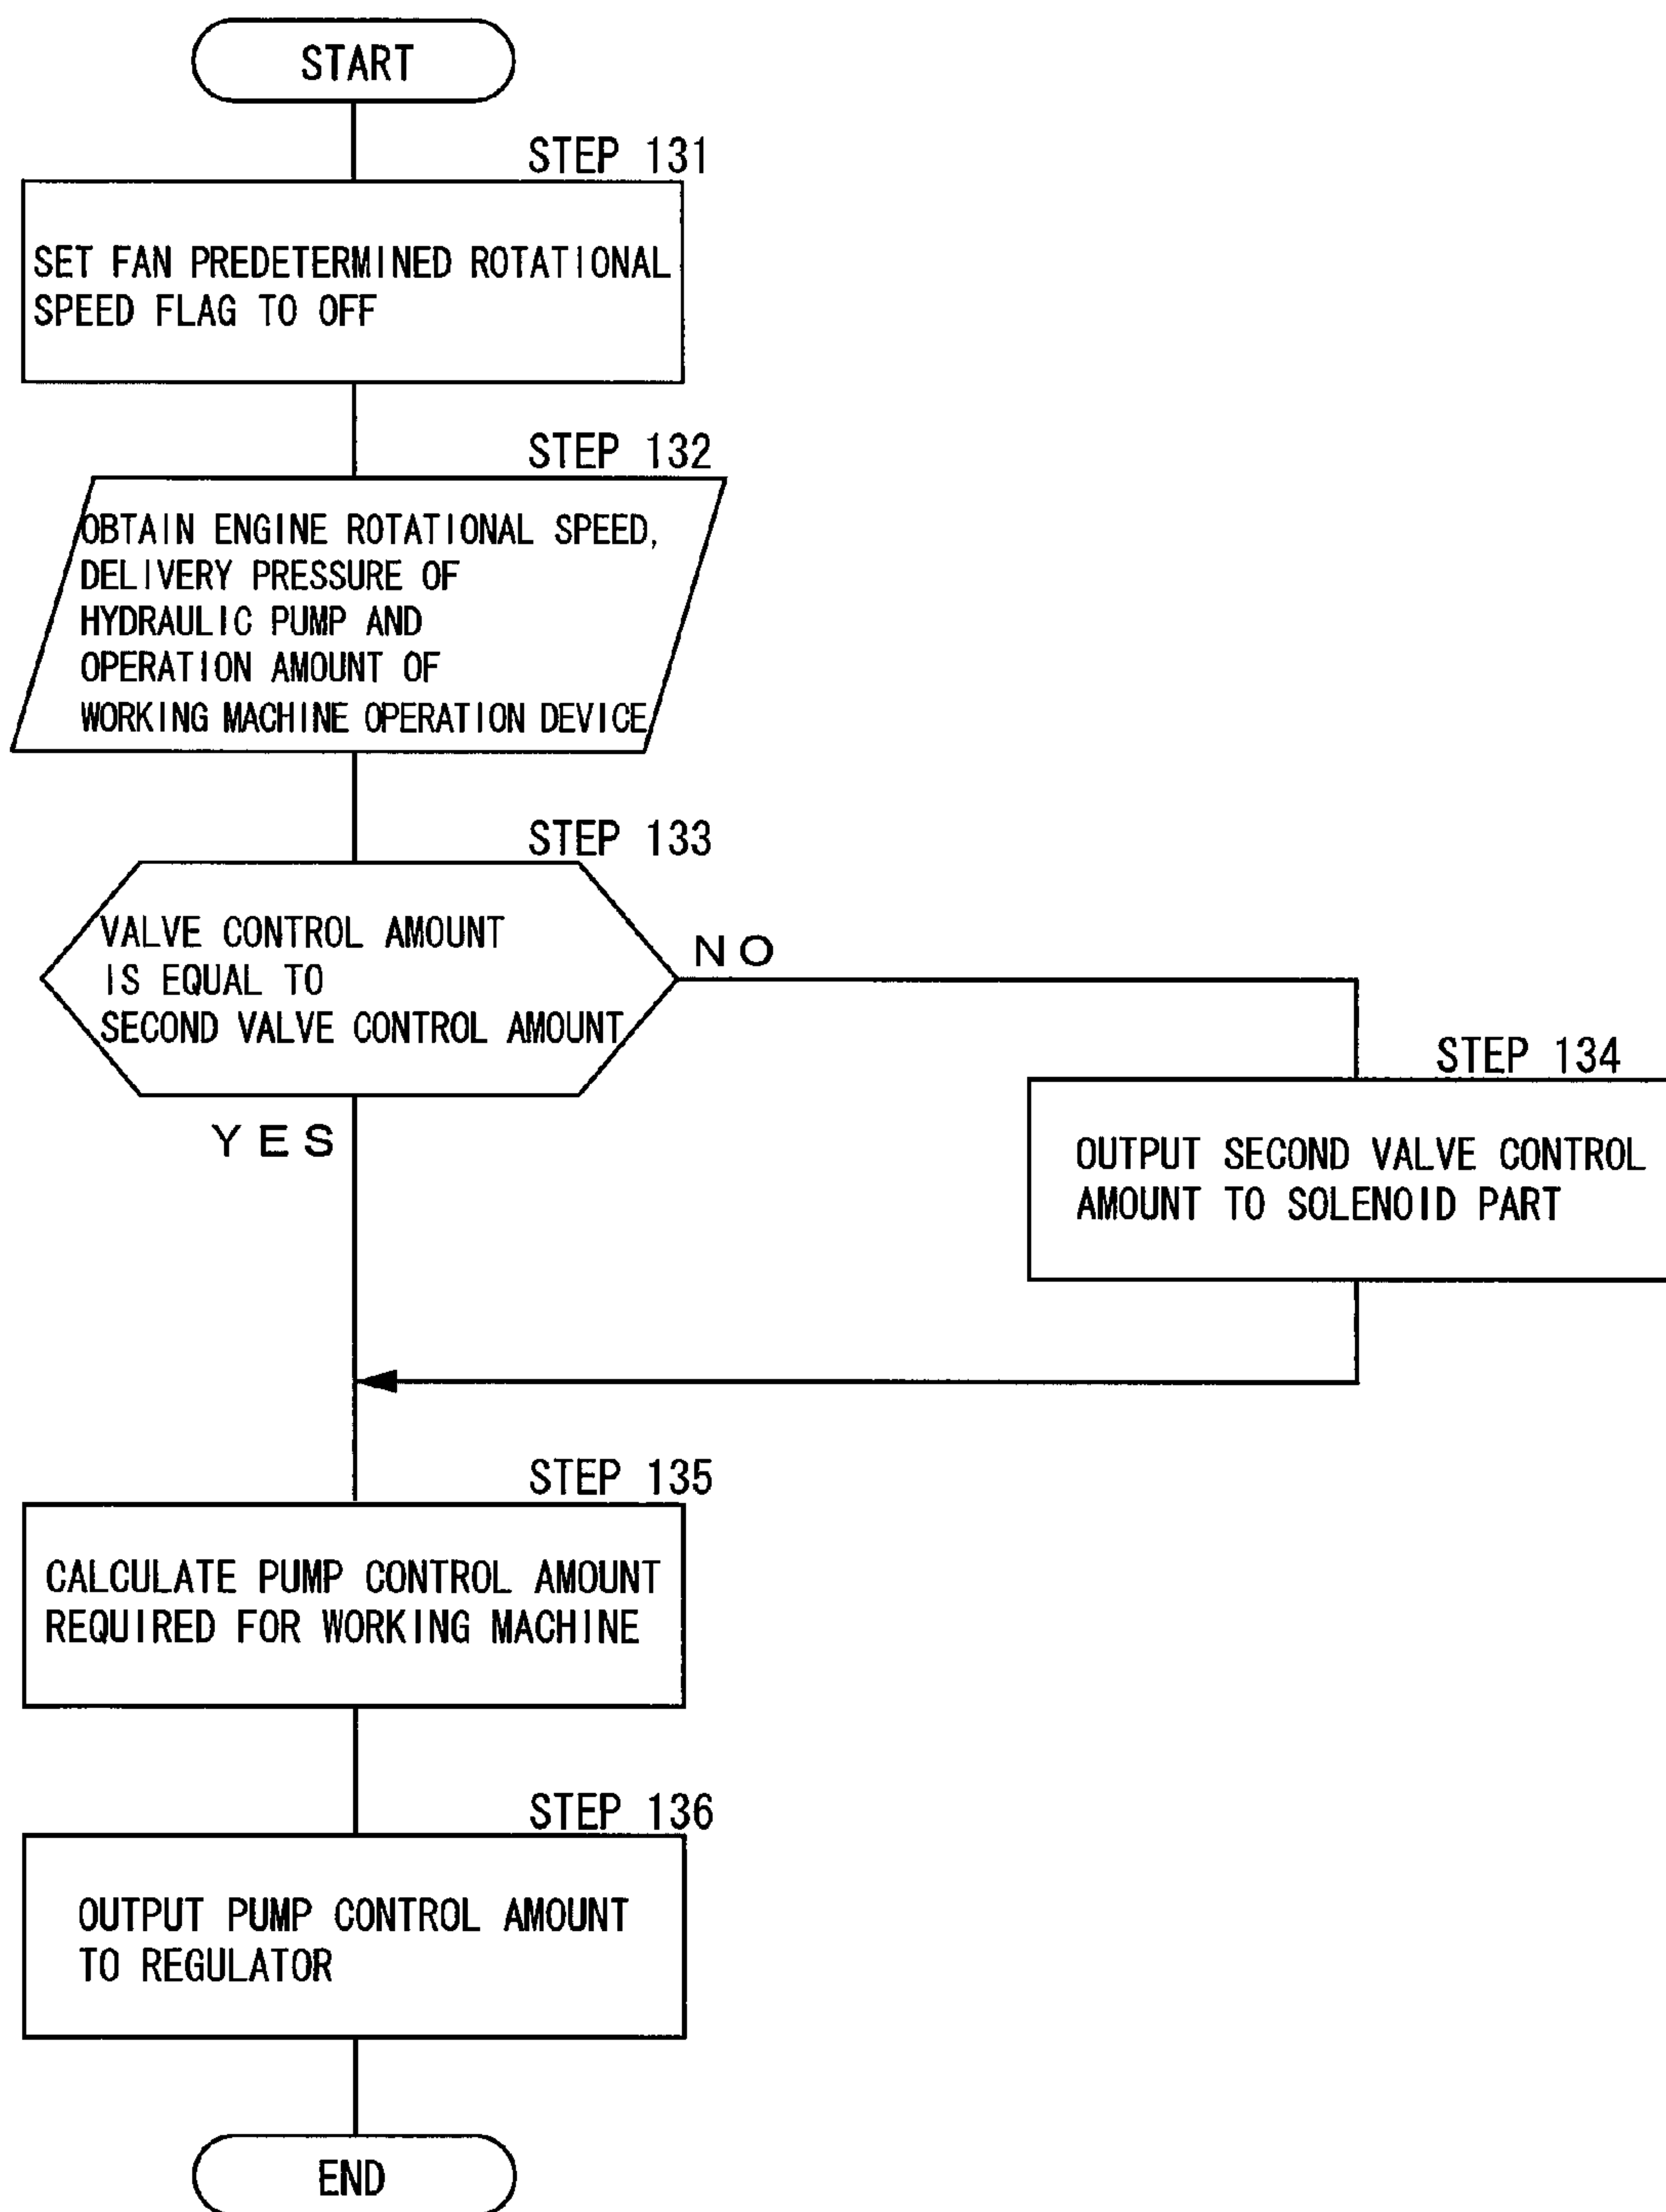 START
STEP 131
SET FAN PREDETERMINED ROTATIONAL
SPEED FLAG TO OFF
STEP 132
OBTAIN ENGINE ROTATIONAL SPEED,
DELIVERY PRESSURE OF
HYDRAULIC PUMP AND
OPERATION AMOUNT OF
WORKING MACHINE OPERATION DEVICE
STEP 133
VALVE CONTROL AMOUNT
IS EQUAL TO
SECOND VALVE CONTROL AMOUNT
NO
YES
STEP 134
OUTPUT SECOND VALVE CONTROL
AMOUNT TO SOLENOID PART
STEP 135
CALCULATE PUMP CONTROL AMOUNT
REQUIRED FOR WORKING MACHINE
STEP 136
OUTPUT PUMP CONTROL AMOUNT
TO REGULATOR
END